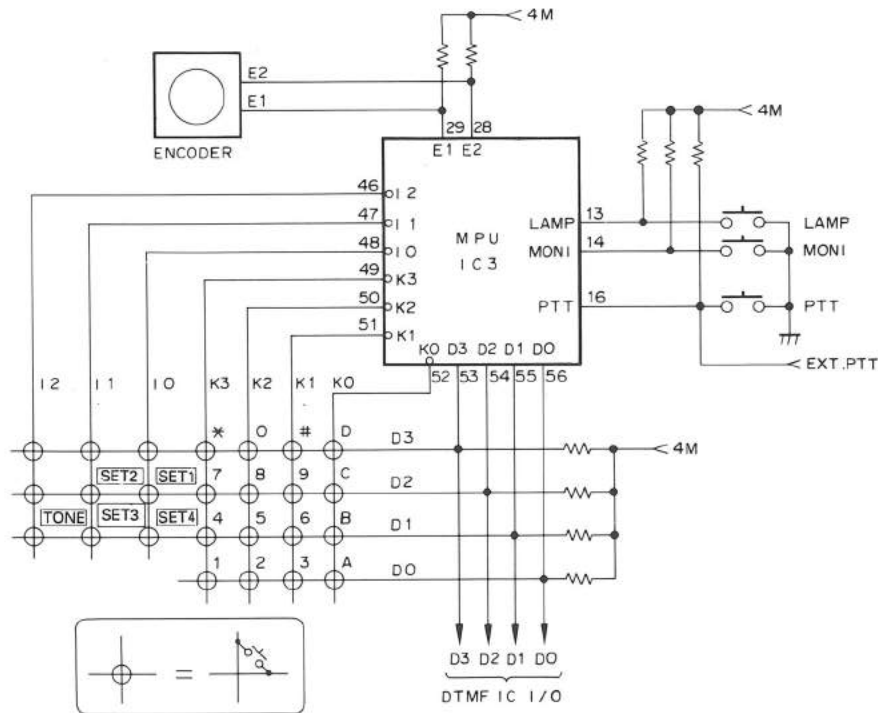 4M
E2
E1
ENCODER
29 28
E1 E2
4M
46 I2
47 I1
48 I0
49 K3
50 K2
51 K1
MPU
IC3
LAMP 13 LAMP
MONI 14 MONI
PTT 16 PTT
K0 D3 D2 D1 D0
52 53 54 55 56
EXT.PTT
I2 I1 I0 K3 K2 K1 K0
* 0 # D D3 4M
SET2 SET1 7 8 9 C D2
TONE SET3 SET4 4 5 6 B D1
1 2 3 A D0
=
D3 D2 D1 D0
DTMF IC I/O